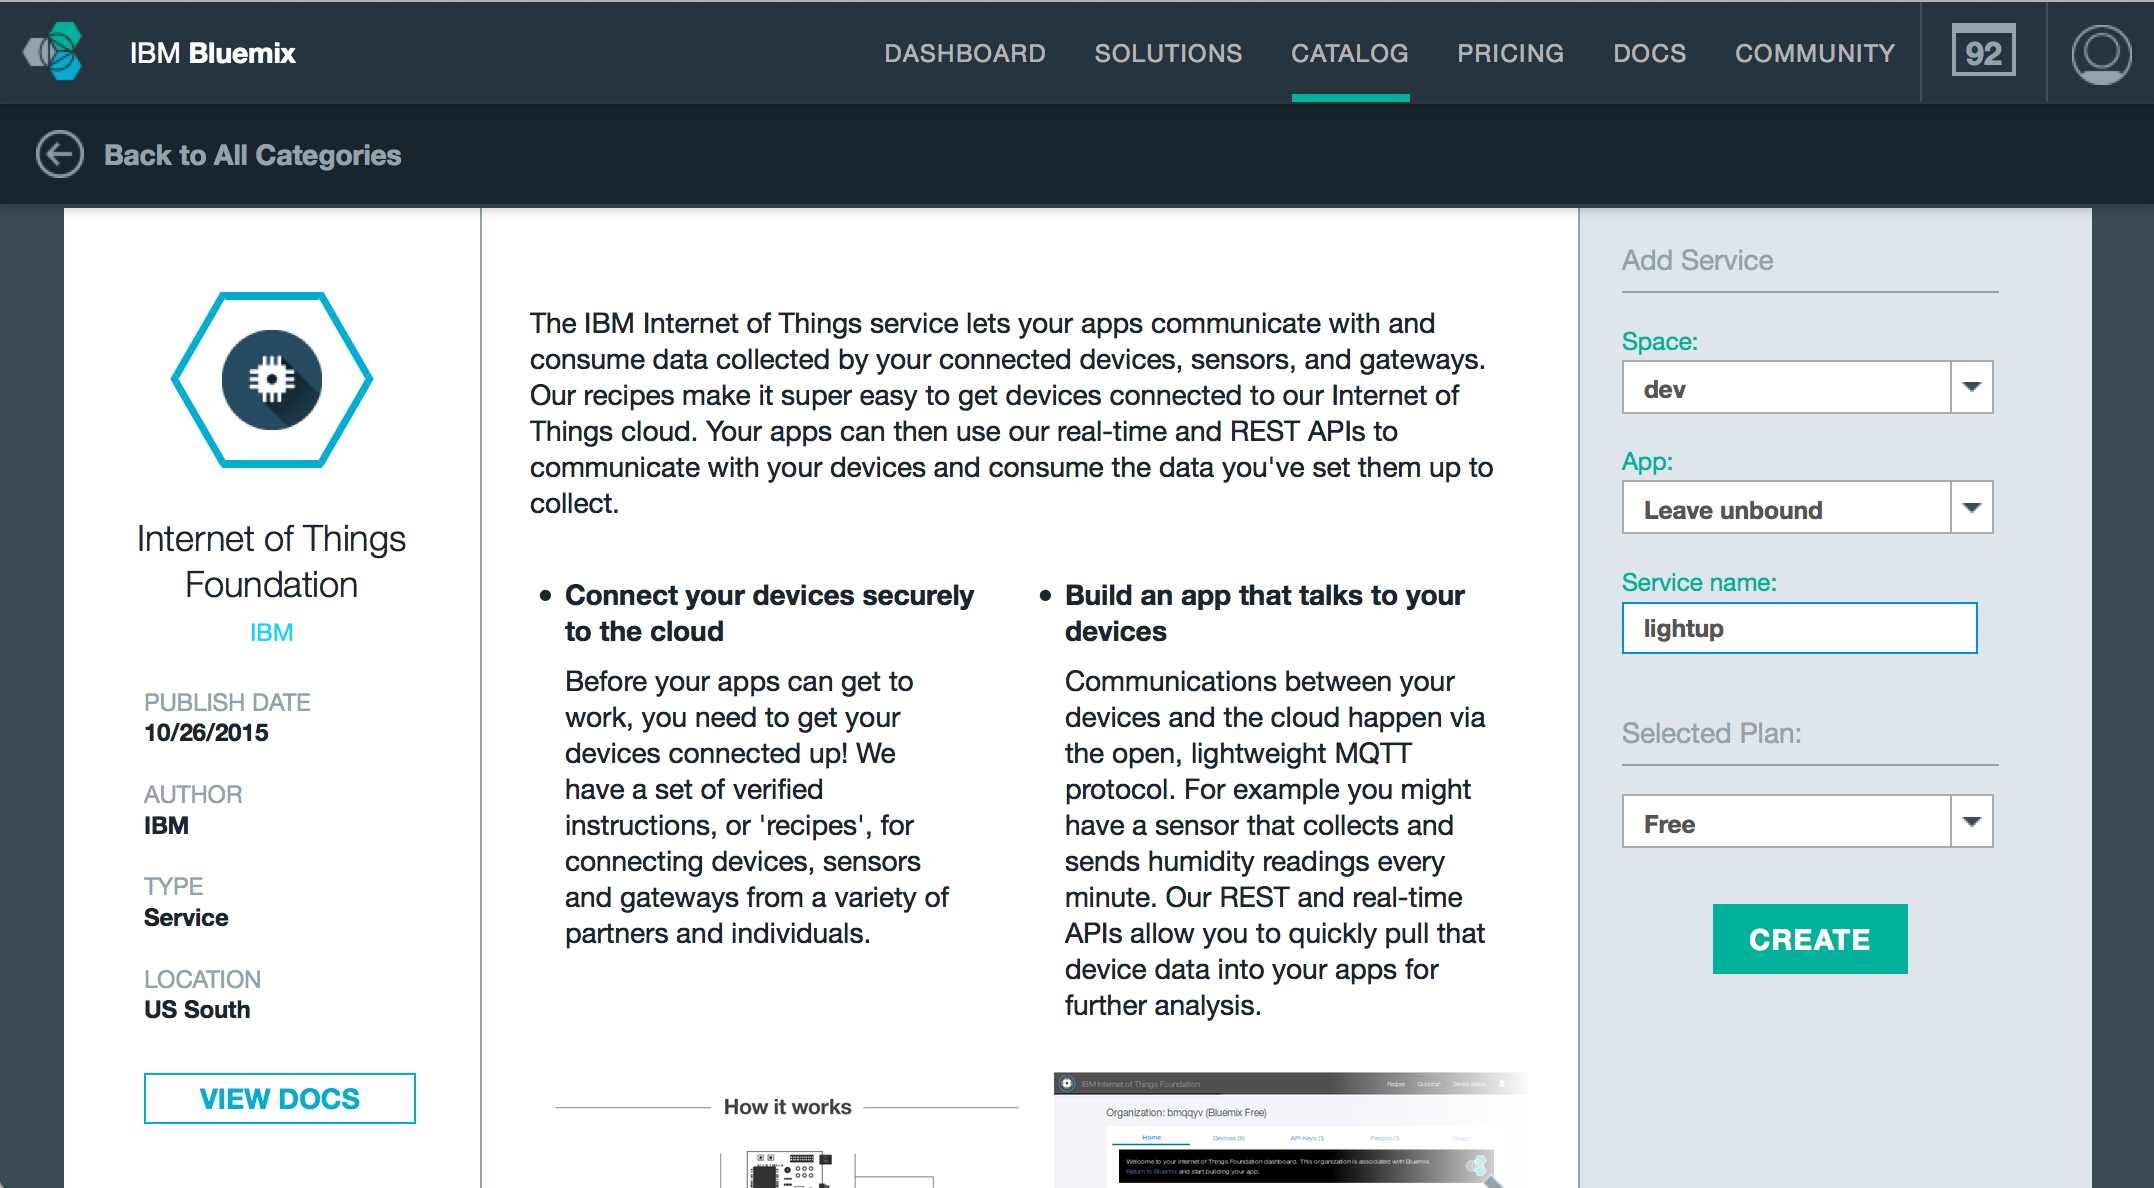 IBM Bluemix
DASHBOARD
SOLUTIONS
CATALOG
PRICING
DOCS
COMMUNITY
92
Back to All Categories
Internet of Things
Foundation
IBM
PUBLISH DATE
10/26/2015
AUTHOR
IBM
TYPE
Service
LOCATION
US South
VIEW DOCS
The IBM Internet of Things service lets your apps communicate with and
consume data collected by your connected devices, sensors, and gateways.
Our recipes make it super easy to get devices connected to our Internet of
Things cloud. Your apps can then use our real-time and REST APIs to
communicate with your devices and consume the data you've set them up to
collect.
• Connect your devices securely
to the cloud
Before your apps can get to
work, you need to get your
devices connected up! We
have a set of verified
instructions, or 'recipes', for
connecting devices, sensors
and gateways from a variety of
partners and individuals.
How it works
• Build an app that talks to your
devices
Communications between your
devices and the cloud happen via
the open, lightweight MQTT
protocol. For example you might
have a sensor that collects and
sends humidity readings every
minute. Our REST and real-time
APIs allow you to quickly pull that
device data into your apps for
further analysis.
IBM Internet of Things Foundation
Recipes
Quickstart
Service Status
Organization: bmqqyv (Bluemix Free)
Home
Devices (8)
API Keys (1)
People (1)
Usage
Welcome to your Internet of Things Foundation dashboard. This organization is associated with Bluemix.
Return to Bluemix and start building your app.
Add Service
Space:
dev
App:
Leave unbound
Service name:
lightup
Selected Plan:
Free
CREATE